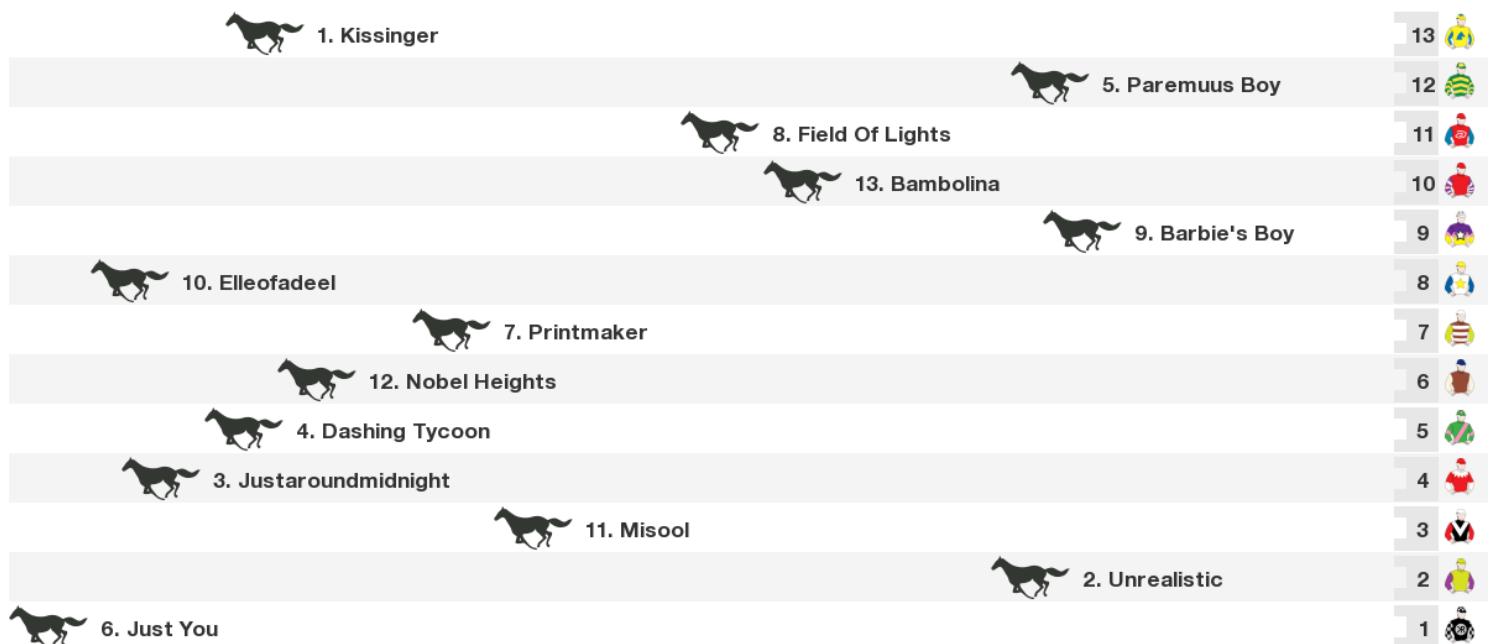 1. Kissinger 13
5. Paremuus Boy 12
8. Field Of Lights 11
13. Bambolina 10
9. Barbie's Boy 9
10. Elleofadeel 8
7. Printmaker 7
12. Nobel Heights 6
4. Dashing Tycoon 5
3. Justaroundmidnight 4
11. Misool 3
2. Unrealistic 2
6. Just You 1